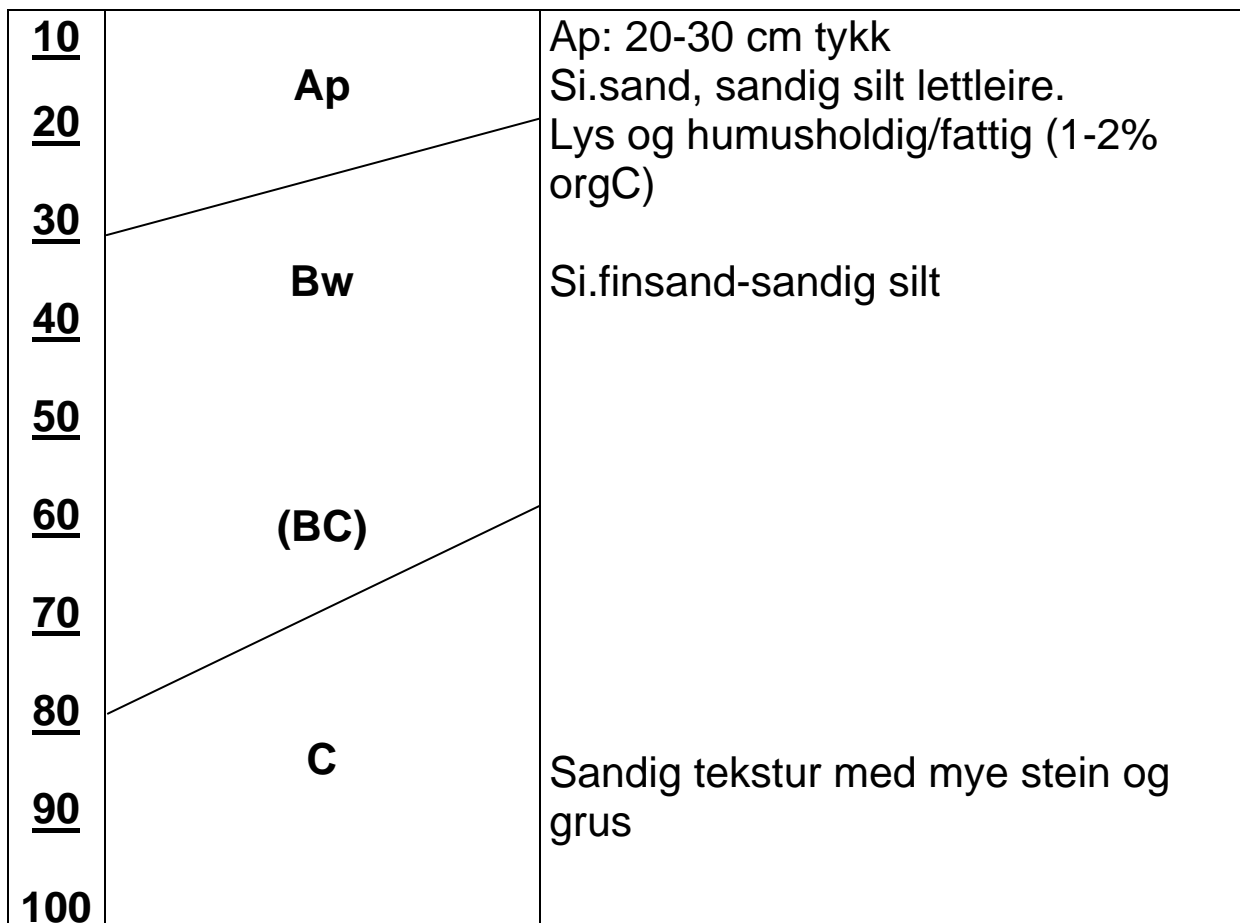 10
Ap: 20-30 cm tykk
Ap
Si.sand, sandig silt lettleire.
20
Lys og humusholdig/fattig (1-2%
orgC)
30
Bw
Si.finsand-sandig silt
40
50
60
(BC)
70
80
C
Sandig tekstur med mye stein og
90
grus
100